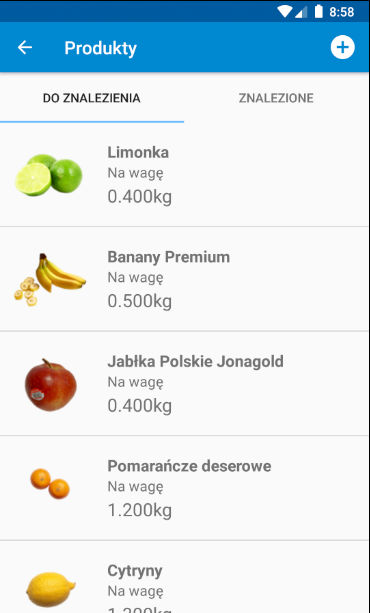 8:58
Produkty
DO ZNALEZIENIA
ZNALEZIONE
Limonka
Na wagę
0.400kg
Banany Premium
Na wagę
0.500kg
Jabłka Polskie Jonagold
Na wagę
0.400kg
Pomarańcze deserowe
Na wagę
1.200kg
Cytryny
Na wagę